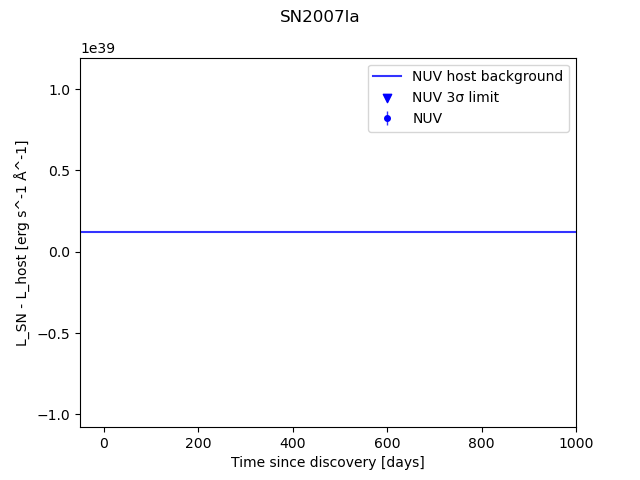 SN2007la
1e39
NUV host background
NUV 3σ limit
NUV
1.0
0.5
0.0
−0.5
−1.0
L_SN - L_host [erg s^-1 Å^-1]
0 200 400 600 800 1000
Time since discovery [days]